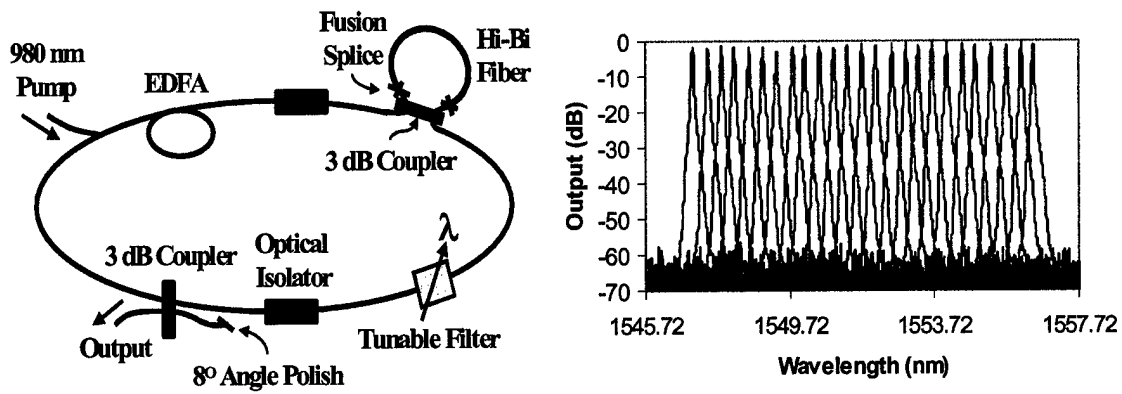 980 nm
Pump
EDFA
Fusion
Splice
Hi-Bi
Fiber
3 dB Coupler
3 dB Coupler
Optical
Isolator
λ
Tunable Filter
Output
8º Angle Polish
Output (dB)
0
-10
-20
-30
-40
-50
-60
-70
1545.72 1549.72 1553.72 1557.72
Wavelength (nm)